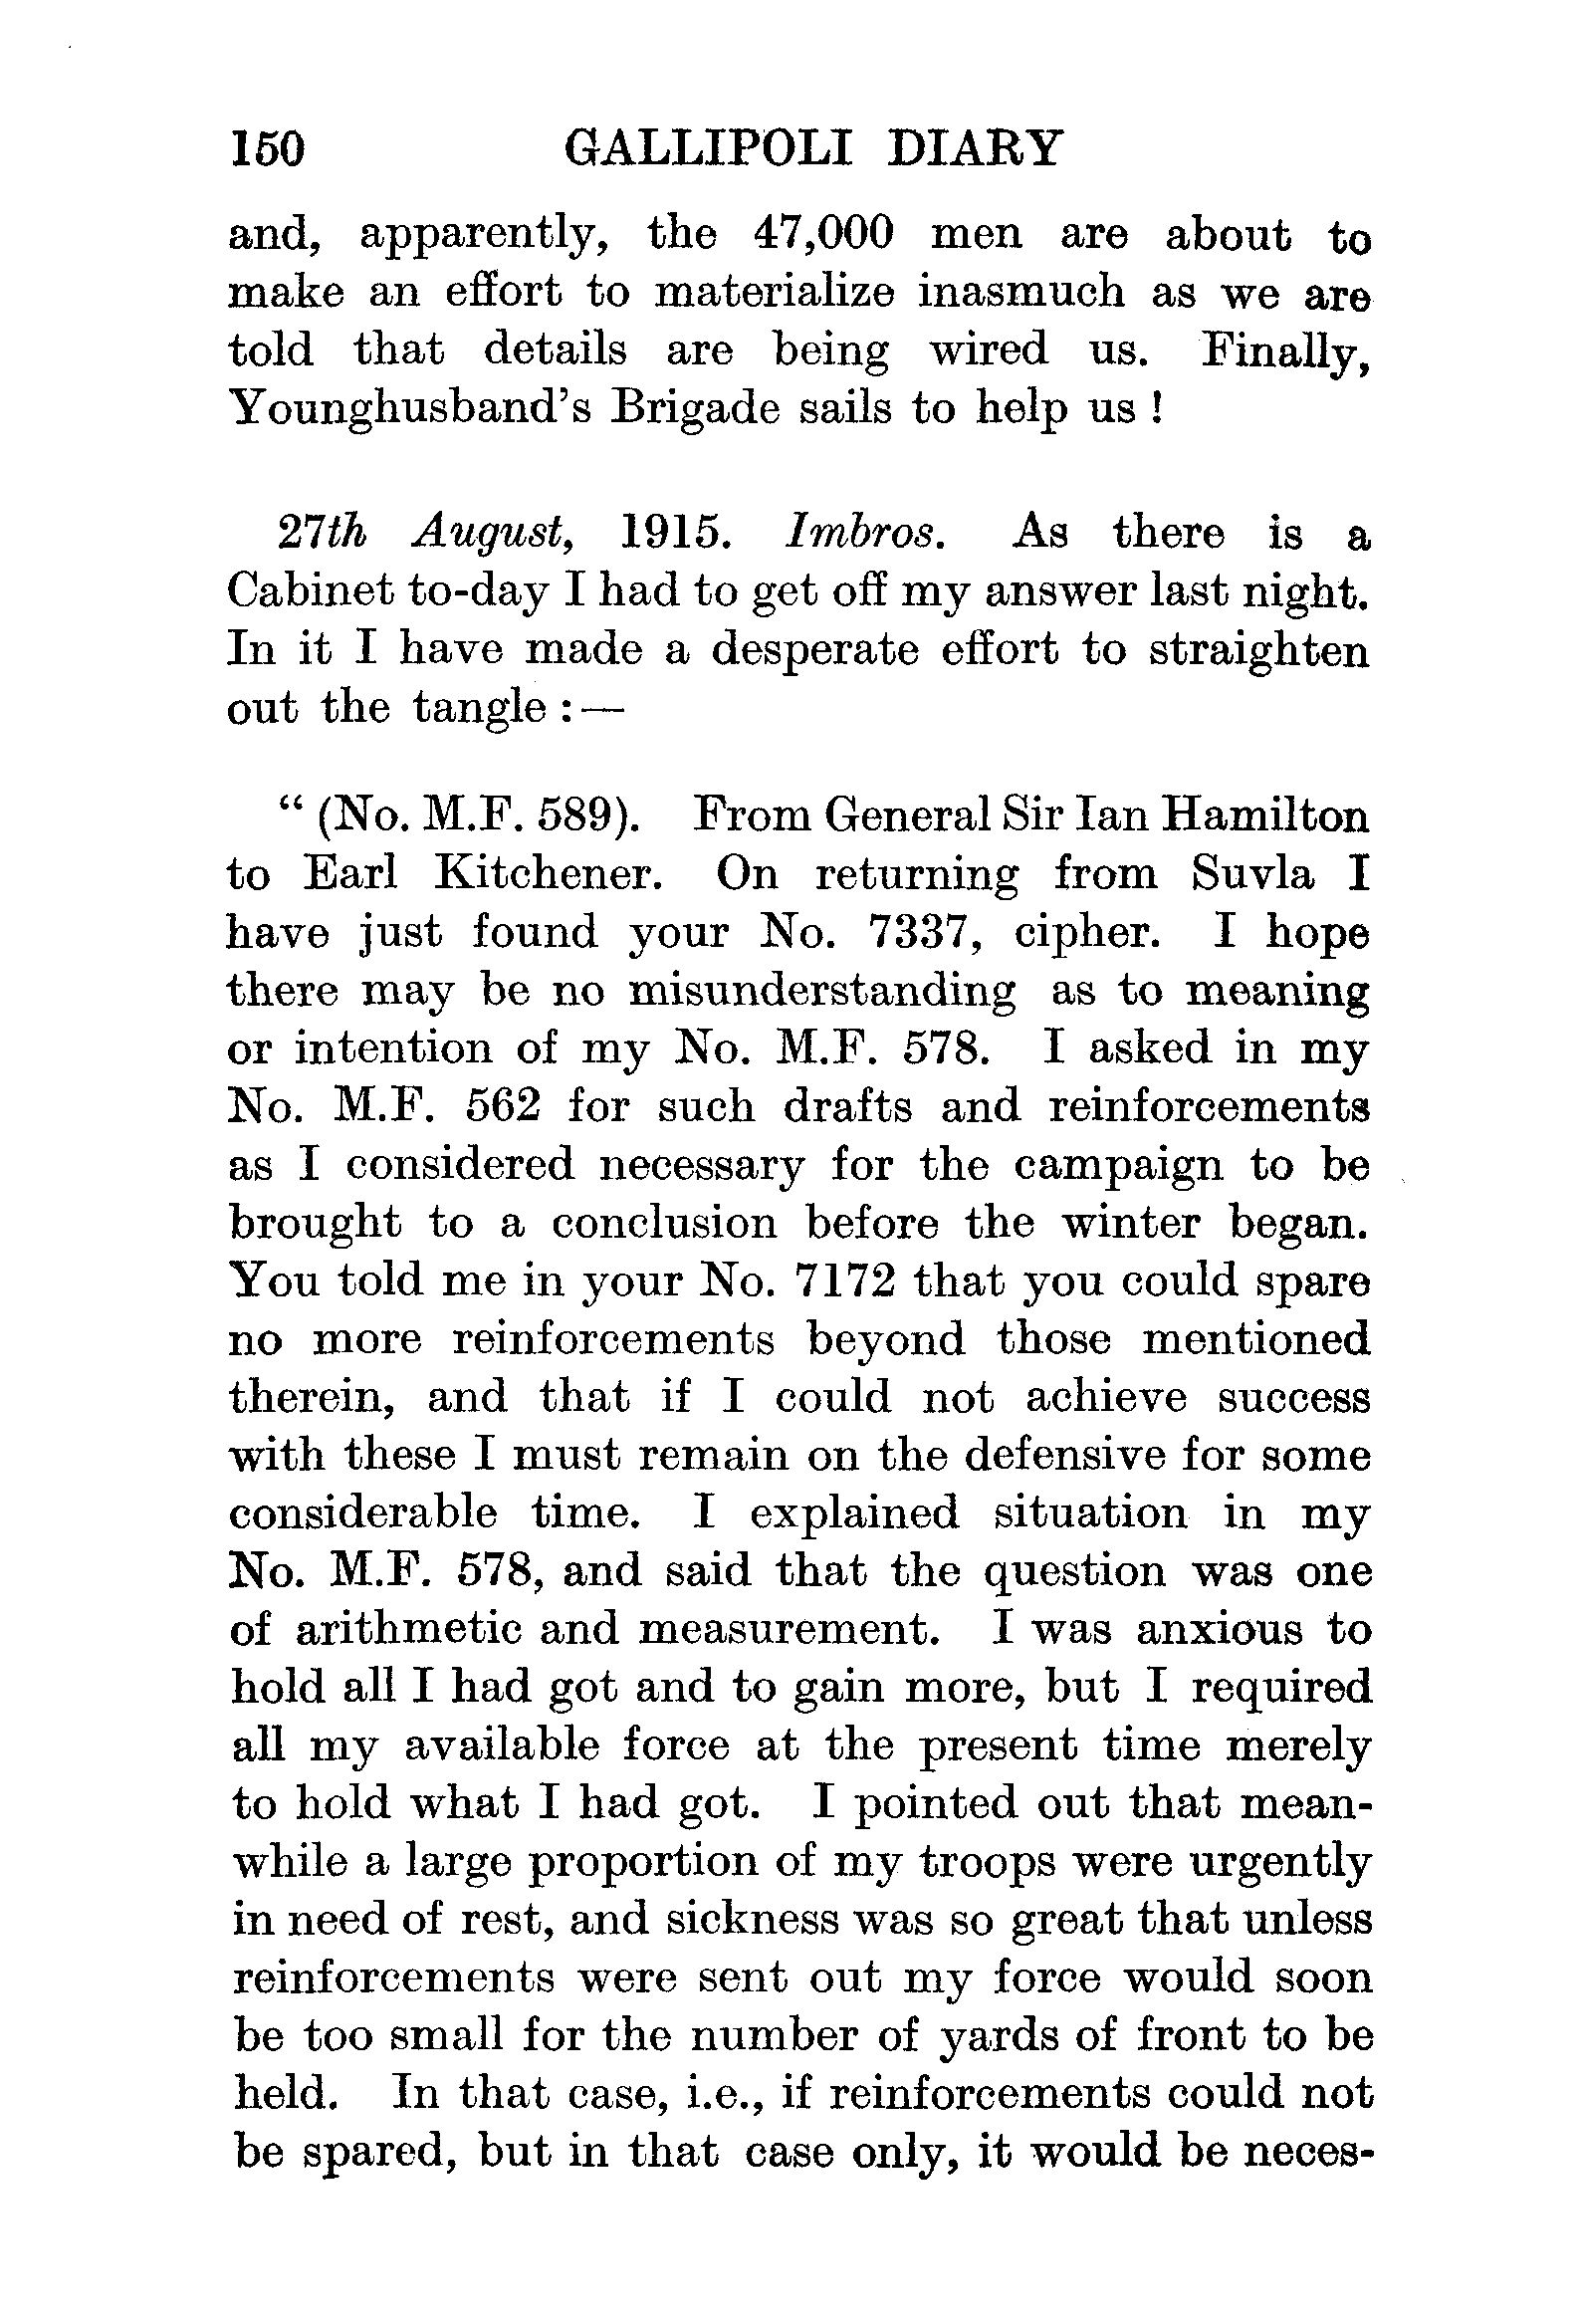 150 GALLIPOLI DIARY
and, apparently, the 47,000 men are about to
make an effort to materialize inasmuch as we are
told that details are being wired us. Finally,
Younghusband's Brigade sails to help us !
27th August, 1915. Imbros. As there is a
Cabinet to-day I had to get off my answer last night.
In it I have made a desperate effort to straighten
out the tangle :—
“ (No. M.F. 589). From General Sir Ian Hamilton
to Earl Kitchener. On returning from Suvla I
have just found your No. 7337, cipher. I hope
there may be no misunderstanding as to meaning
or intention of my No. M.F. 578. I asked in my
No. M.F. 562 for such drafts and reinforcements
as I considered necessary for the campaign to be
brought to a conclusion before the winter began.
You told me in your No. 7172 that you could spare
no more reinforcements beyond those mentioned
therein, and that if I could not achieve success
with these I must remain on the defensive for some
considerable time. I explained situation in my
No. M.F. 578, and said that the question was one
of arithmetic and measurement. I was anxious to
hold all I had got and to gain more, but I required
all my available force at the present time merely
to hold what I had got. I pointed out that mean-
while a large proportion of my troops were urgently
in need of rest, and sickness was so great that unless
reinforcements were sent out my force would soon
be too small for the number of yards of front to be
held. In that case, i.e., if reinforcements could not
be spared, but in that case only, it would be neces-